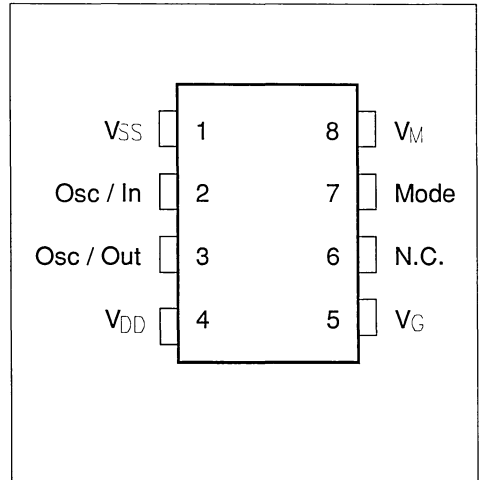 VSS 1 8 VM
Osc / In 2 7 Mode
Osc / Out 3 6 N.C.
VDD 4 5 VG